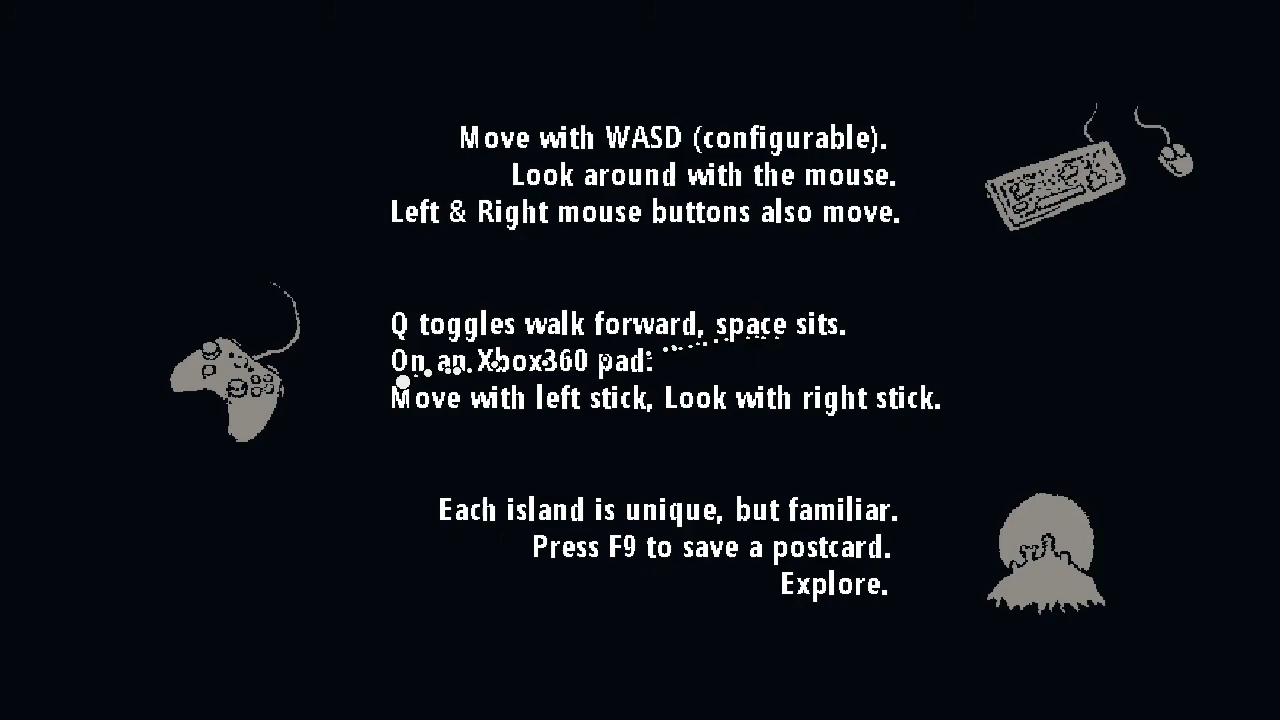 Move with WASD (configurable).
Look around with the mouse.
Left & Right mouse buttons also move.
Q toggles walk forward, space sits.
On an Xbox360 pad:
Move with left stick, Look with right stick.
Each island is unique, but familiar.
Press F9 to save a postcard.
Explore.